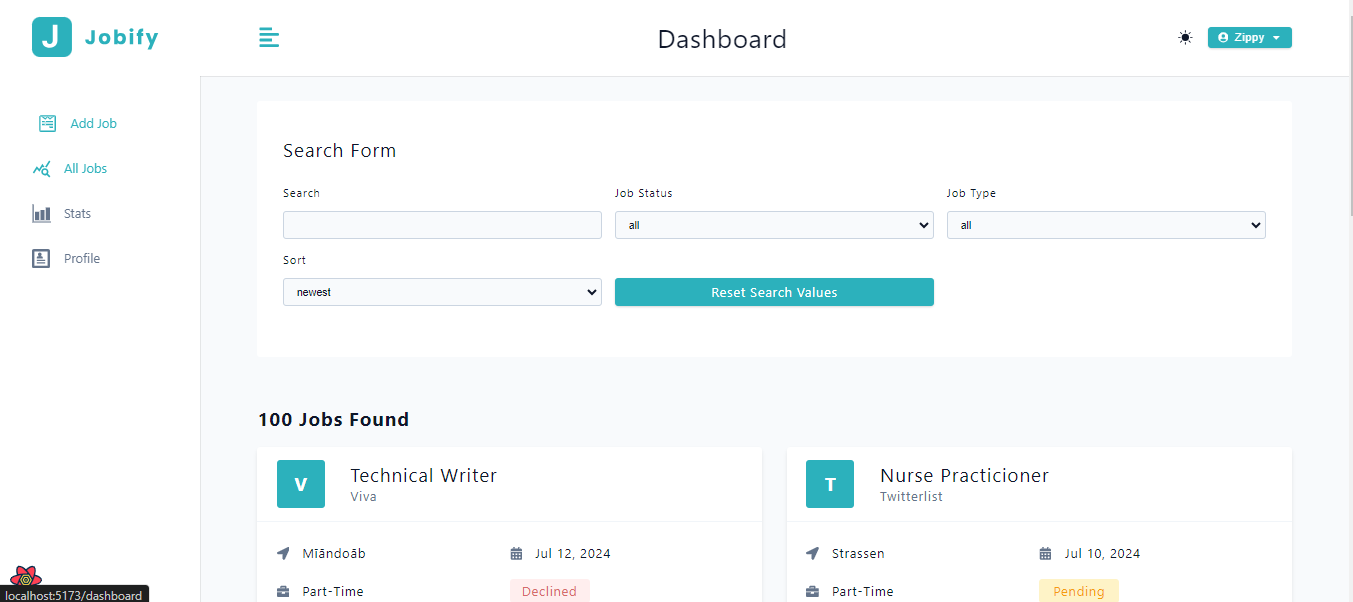 J Jobify
Dashboard
Zippy
Add Job
All Jobs
Stats
Profile
Search Form
Search
Job Status
Job Type
all
all
Sort
newest
Reset Search Values
100 Jobs Found
V
Technical Writer
Viva
Mīāndoāb
Jul 12, 2024
Part-Time
Declined
T
Nurse Practicioner
Twitterlist
Strassen
Jul 10, 2024
Part-Time
Pending
localhost:5173/dashboard